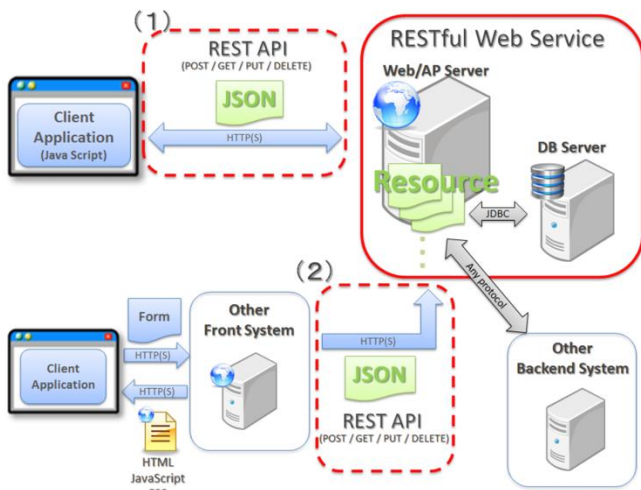 (1)
REST API
(POST / GET / PUT / DELETE)
JSON
HTTP(S)
Client
Application
(Java Script)
RESTful Web Service
Web/AP Server
DB Server
Resource
JDBC
Any protocol
(2)
Form
HTTP(S)
HTTP(S)
Client
Application
HTML
JavaScript
Other
Front System
HTTP(S)
JSON
REST API
(POST / GET / PUT / DELETE)
Other
Backend System